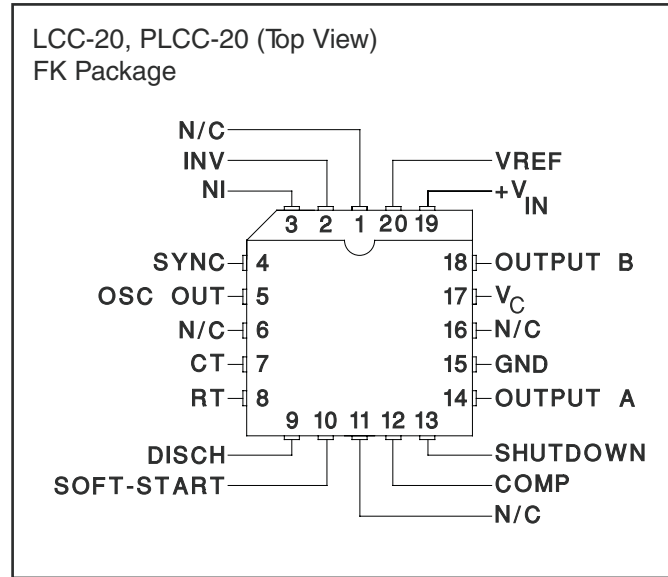 LCC-20, PLCC-20 (Top View)
FK Package
N/C
INV
NI
VREF
+VIN
3 2 1 20 19
SYNC 4
OSC OUT 5
N/C 6
CT 7
RT 8
18 OUTPUT B
17 VC
16 N/C
15 GND
14 OUTPUT A
9 10 11 12 13
DISCH
SOFT-START
SHUTDOWN
COMP
N/C